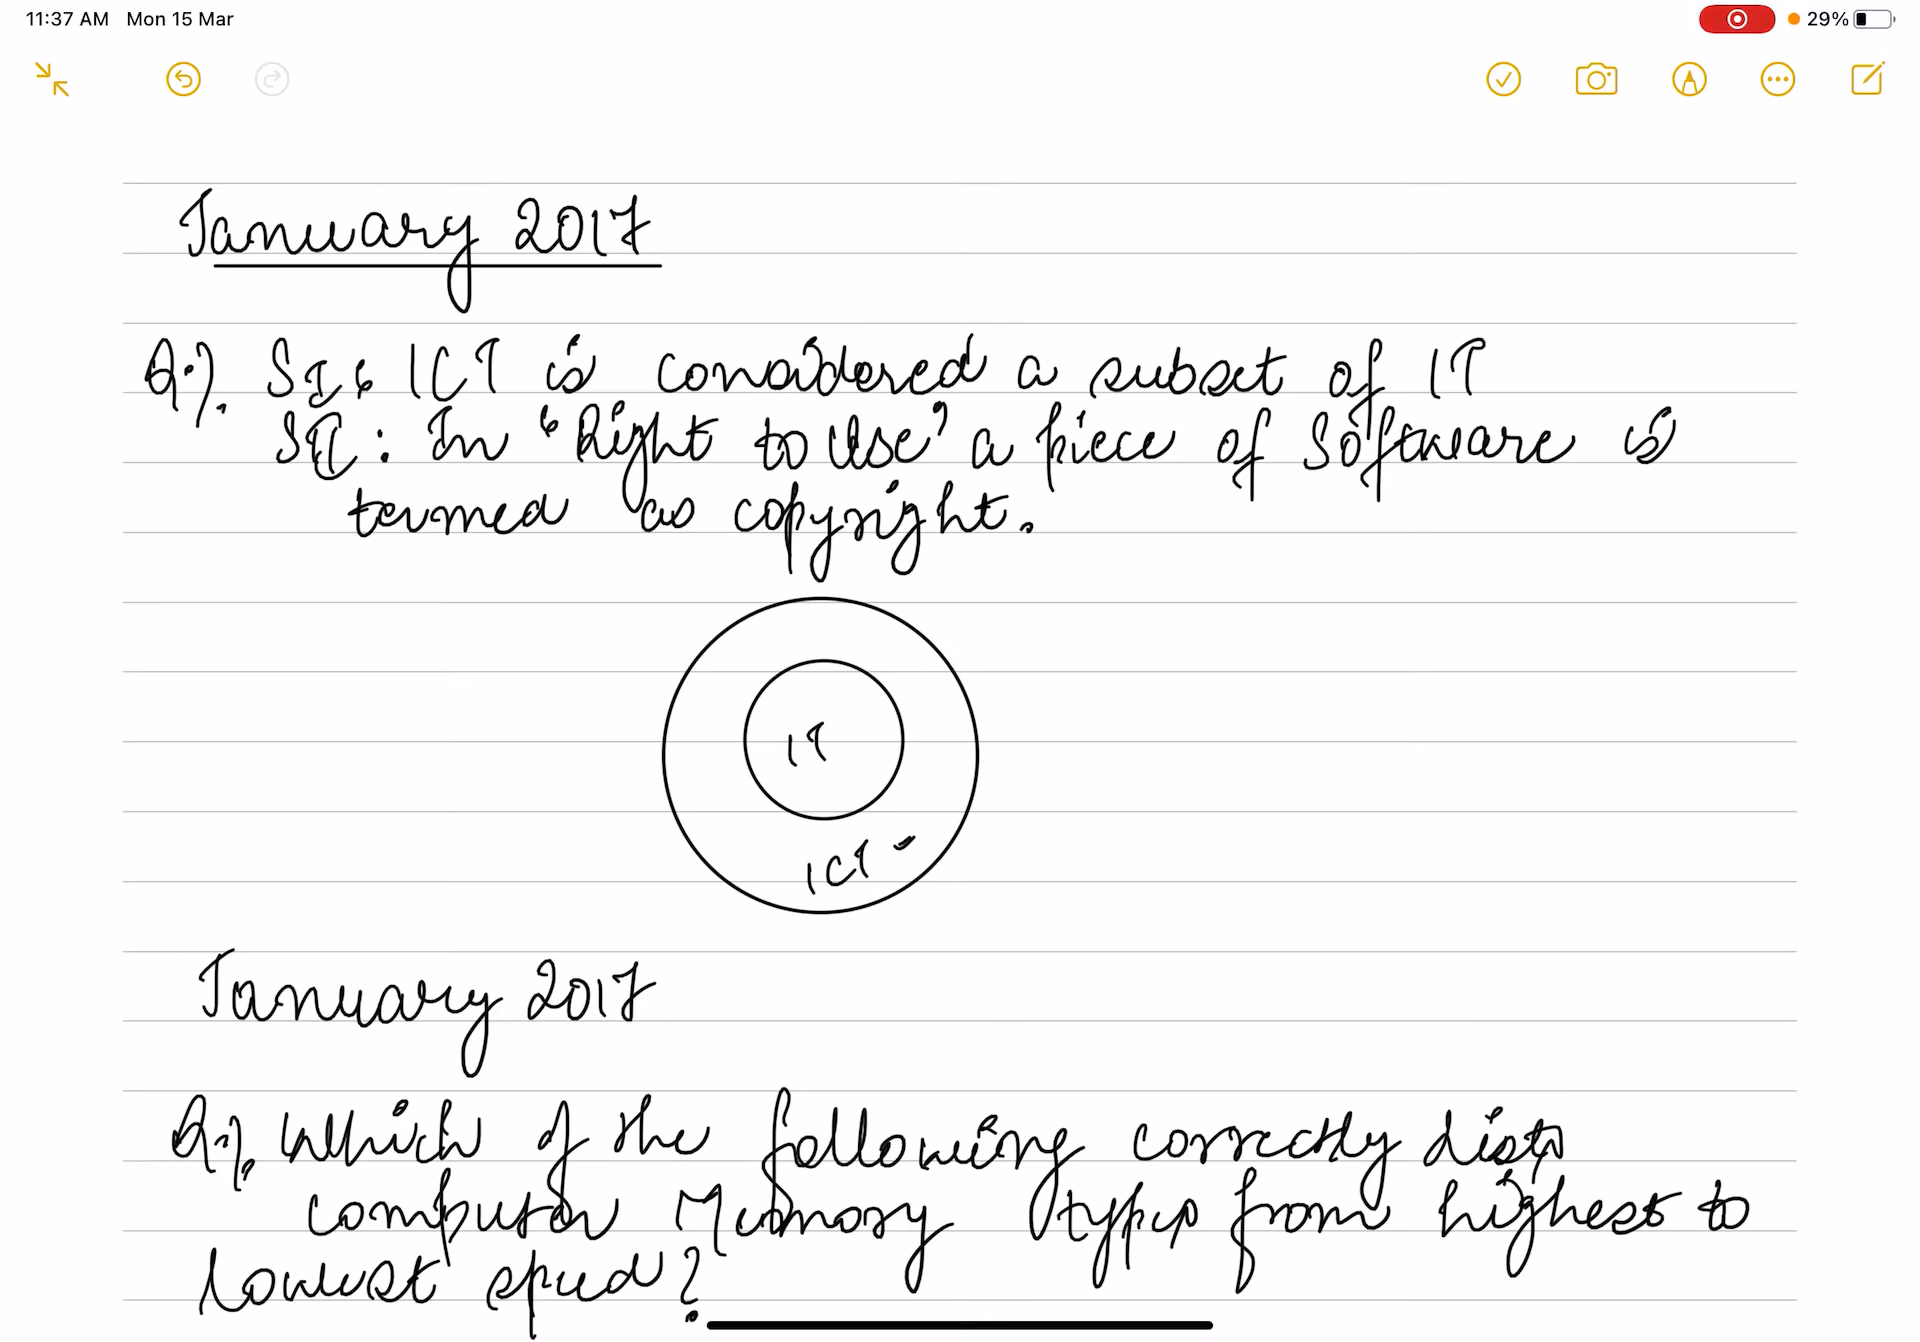 11:37 AM Mon 15 Mar
29%
January 2017
Q.). SI: ICT is considered a subset of IT
SII: In 'Right to Use' a piece of Software is
termed as copyright.
IT
ICT -
January 2017
Q.). Which of the following correctly lists
computer Memory types from highest to
lowest speed?